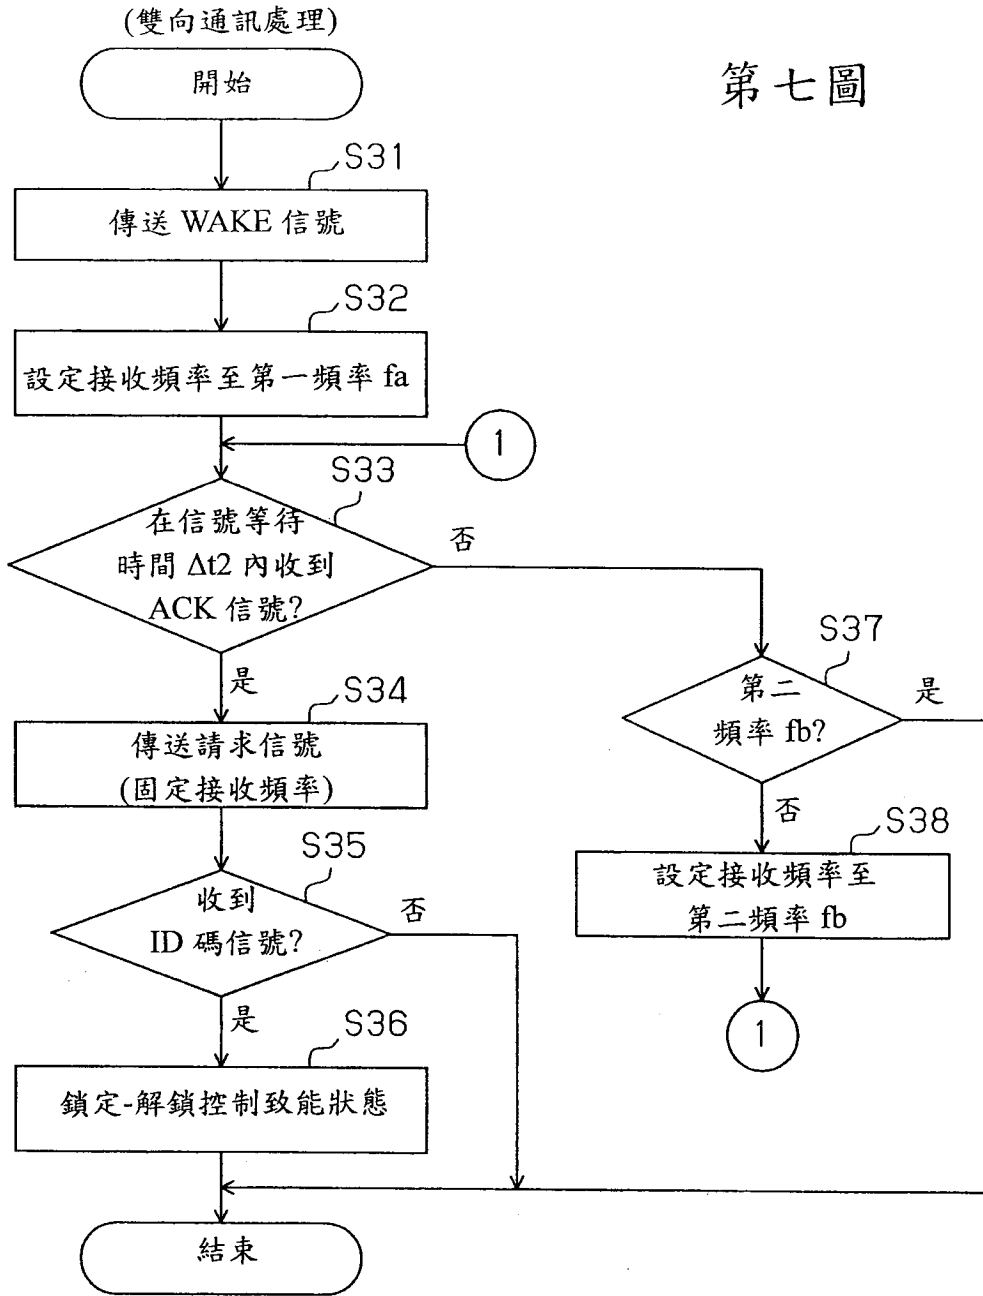 (雙向通訊處理)
第七圖
開始
S31
傳送 WAKE 信號
S32
設定接收頻率至第一頻率 fa
1
S33
在信號等待
時間 Δt2 內收到
ACK 信號?
否
是
S34
傳送請求信號
(固定接收頻率)
S35
收到
ID 碼信號?
否
是
S36
鎖定-解鎖控制致能狀態
S37
第二
頻率 fb?
是
否
S38
設定接收頻率至
第二頻率 fb
1
結束